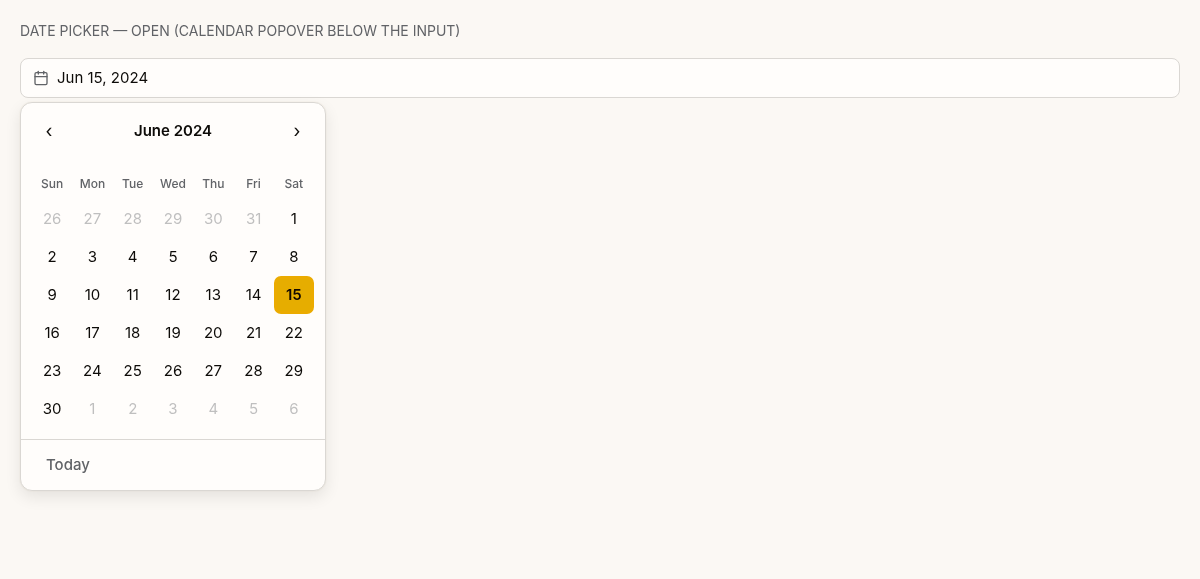 DATE PICKER — OPEN (CALENDAR POPOVER BELOW THE INPUT)
Jun 15, 2024
‹ June 2024 ›
Sun Mon Tue Wed Thu Fri Sat
26 27 28 29 30 31 1
2 3 4 5 6 7 8
9 10 11 12 13 14 15
16 17 18 19 20 21 22
23 24 25 26 27 28 29
30 1 2 3 4 5 6
Today